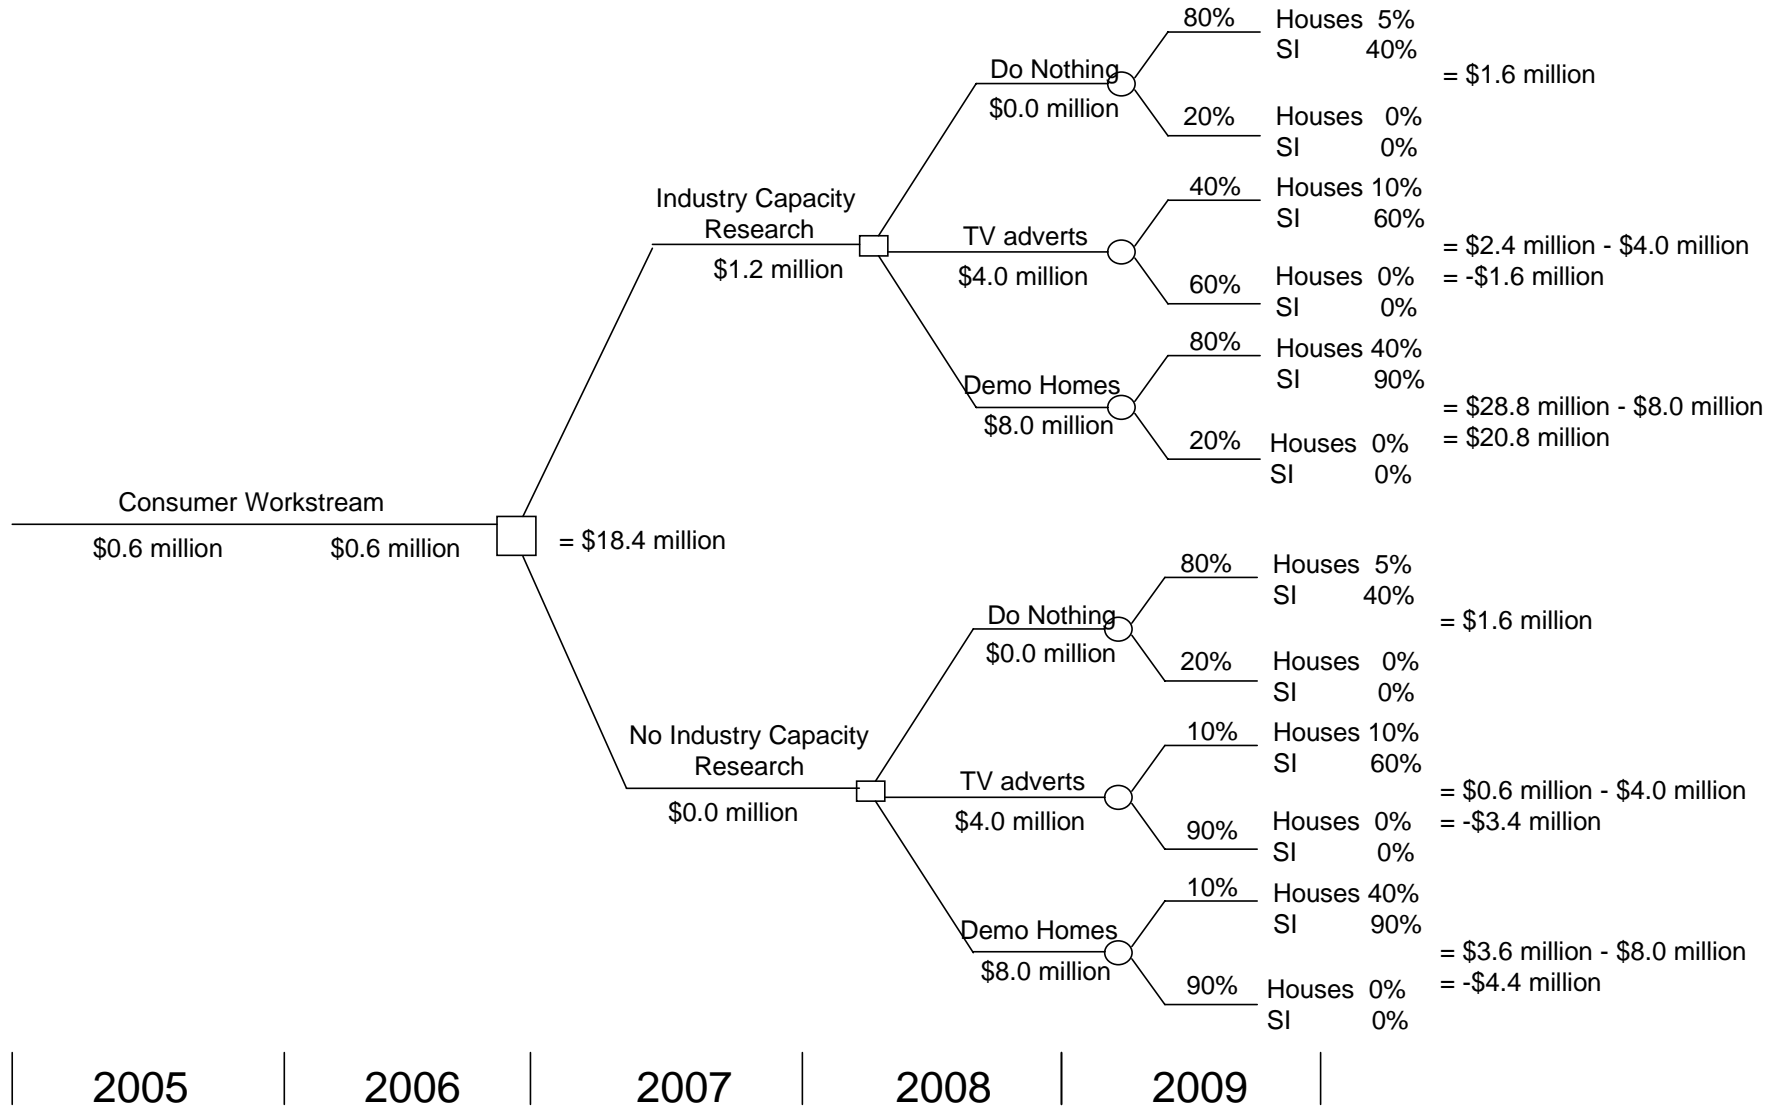 80%
Houses 5%
SI 40%
Do Nothing
$0.0 million
= $1.6 million
20%
Houses 0%
SI 0%
Industry Capacity
Research
$1.2 million
40%
Houses 10%
SI 60%
TV adverts
$4.0 million
= $2.4 million - $4.0 million
= -$1.6 million
60%
Houses 0%
SI 0%
80%
Houses 40%
SI 90%
Demo Homes
$8.0 million
= $28.8 million - $8.0 million
= $20.8 million
20%
Houses 0%
SI 0%
Consumer Workstream
$0.6 million
$0.6 million
= $18.4 million
80%
Houses 5%
SI 40%
Do Nothing
$0.0 million
= $1.6 million
20%
Houses 0%
SI 0%
No Industry Capacity
Research
$0.0 million
10%
Houses 10%
SI 60%
TV adverts
$4.0 million
= $0.6 million - $4.0 million
= -$3.4 million
90%
Houses 0%
SI 0%
10%
Houses 40%
SI 90%
Demo Homes
$8.0 million
= $3.6 million - $8.0 million
= -$4.4 million
90%
Houses 0%
SI 0%
2005 2006 2007 2008 2009